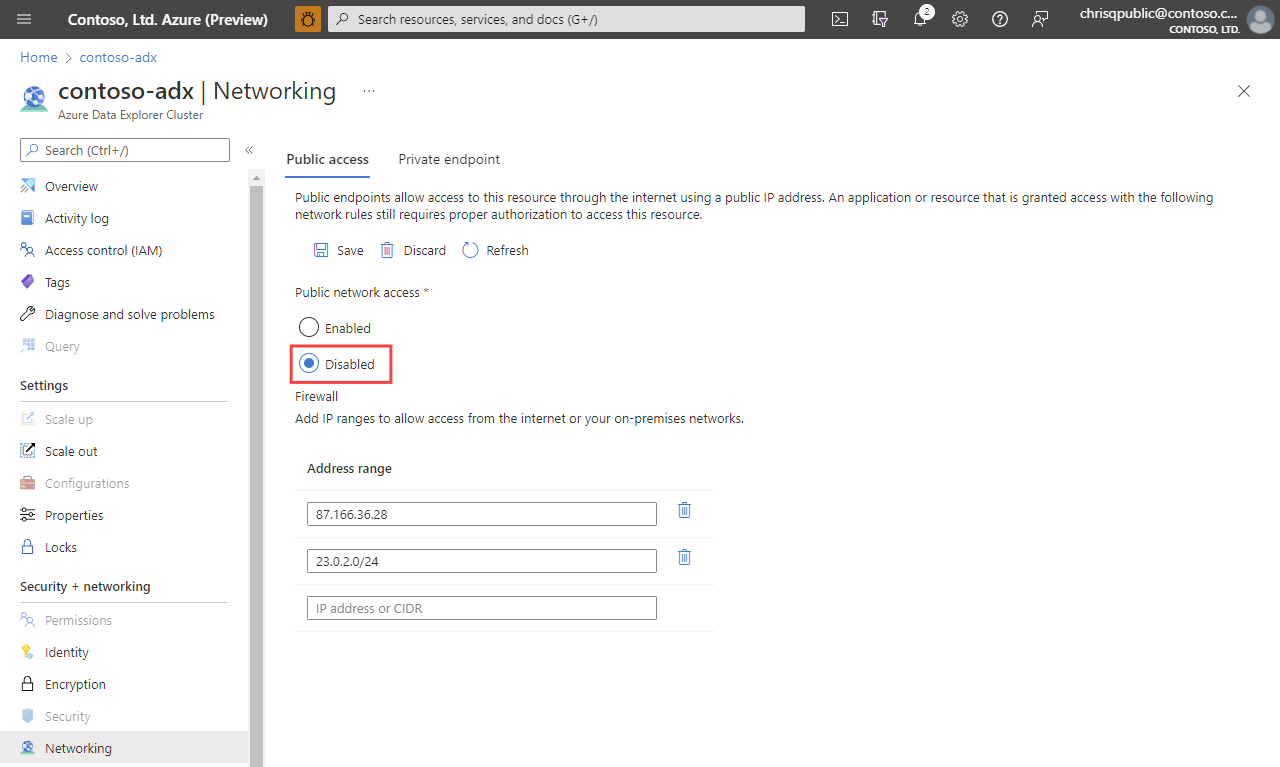 Contoso, Ltd. Azure (Preview)
Search resources, services, and docs (G+/)
2
chrisqpublic@contoso.c...
CONTOSO, LTD.
Home > contoso-adx
contoso-adx | Networking ...
Azure Data Explorer Cluster
Search (Ctrl+/)
«
Overview
Activity log
Access control (IAM)
Tags
Diagnose and solve problems
Query
Settings
Scale up
Scale out
Configurations
Properties
Locks
Security + networking
Permissions
Identity
Encryption
Security
Networking
Public access Private endpoint
Public endpoints allow access to this resource through the internet using a public IP address. An application or resource that is granted access with the following
network rules still requires proper authorization to access this resource.
Save Discard Refresh
Public network access *
Enabled
Disabled
Firewall
Add IP ranges to allow access from the internet or your on-premises networks.
Address range
87.166.36.28
23.0.2.0/24
IP address or CIDR